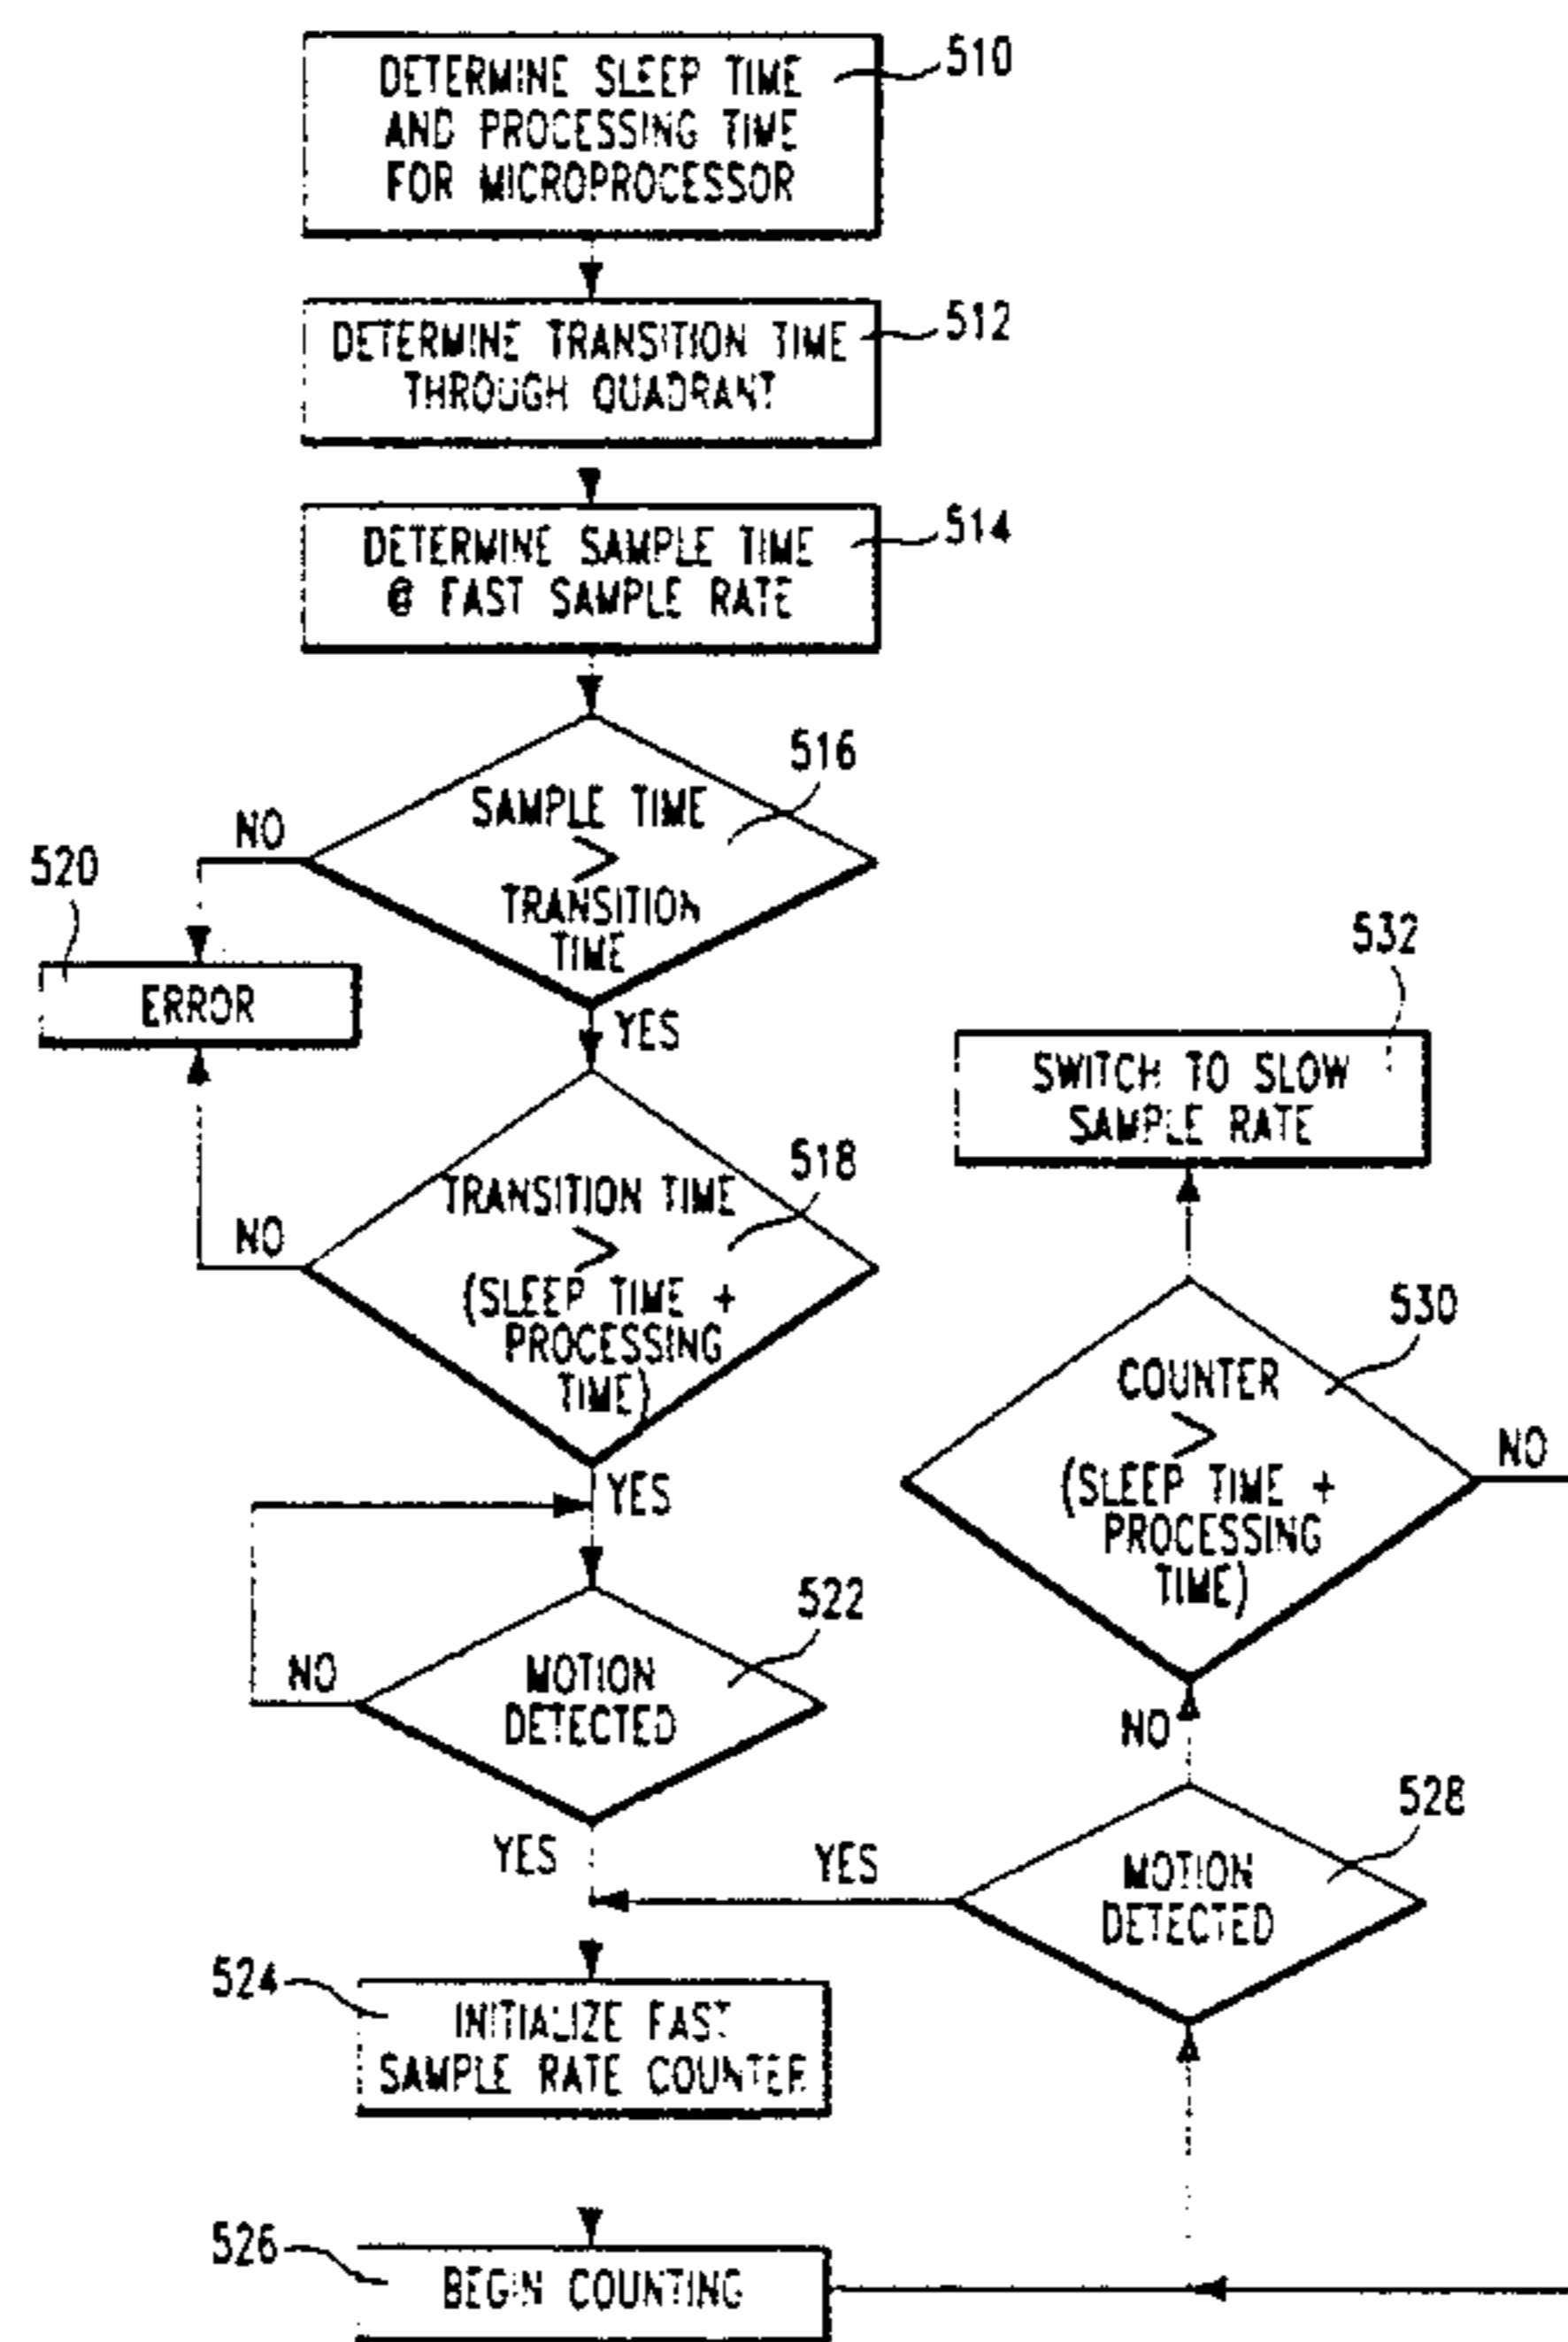 DETERMINE SLEEP TIME
AND PROCESSING TIME
FOR MICROPROCESSOR
510
DETERMINE TRANSITION TIME
THROUGH QUADRANT
512
DETERMINE SAMPLE TIME
@ FAST SAMPLE RATE
514
516
SAMPLE TIME
>
TRANSITION
TIME
NO
520
ERROR
YES
518
TRANSITION TIME
>
(SLEEP TIME +
PROCESSING
TIME)
NO
YES
522
MOTION
DETECTED
NO
YES
524
INITIALIZE FAST
SAMPLE RATE COUNTER
526
BEGIN COUNTING
528
MOTION
DETECTED
YES
NO
530
COUNTER
>
(SLEEP TIME +
PROCESSING
TIME)
NO
532
SWITCH TO SLOW
SAMPLE RATE